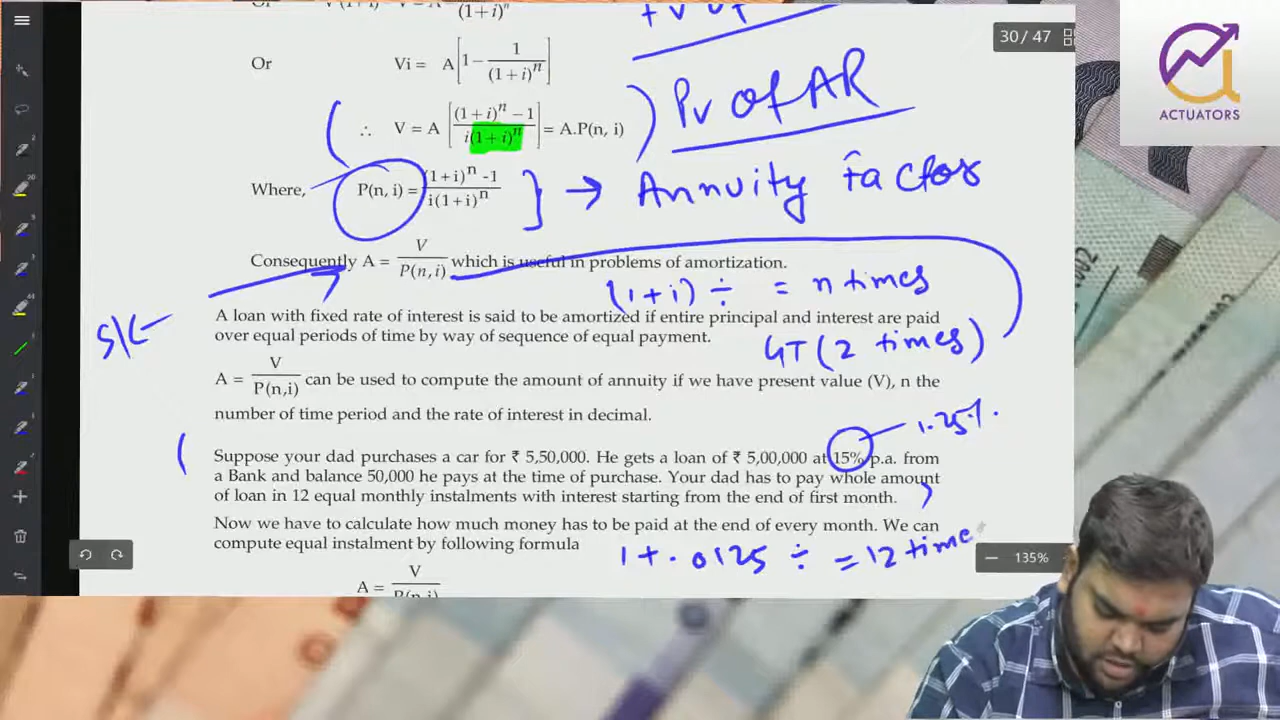 (1+i)ⁿ
30 / 47
Or Vi = A[1 − 1/(1+i)ⁿ]
PV of AR
∴ V = A [(1+i)ⁿ − 1 / i(1+i)ⁿ] = A.P(n, i)
Where, P(n, i) = (1+i)ⁿ -1 / i(1+i)ⁿ } → Annuity Factor
Consequently A = V / P(n,i) which is useful in problems of amortization.
(1+i) ÷ = n times
A loan with fixed rate of interest is said to be amortized if entire principal and interest are paid
over equal periods of time by way of sequence of equal payment.
GT (2 times)
A = V / P(n,i) can be used to compute the amount of annuity if we have present value (V), n the
number of time period and the rate of interest in decimal.
1.25%.
Suppose your dad purchases a car for ₹ 5,50,000. He gets a loan of ₹ 5,00,000 at 15% p.a. from
a Bank and balance 50,000 he pays at the time of purchase. Your dad has to pay whole amount
of loan in 12 equal monthly instalments with interest starting from the end of first month.
Now we have to calculate how much money has to be paid at the end of every month. We can
compute equal instalment by following formula
1 + .0125 ÷ = 12 time
A = V / P(n,i)
− 135%
ACTUATORS